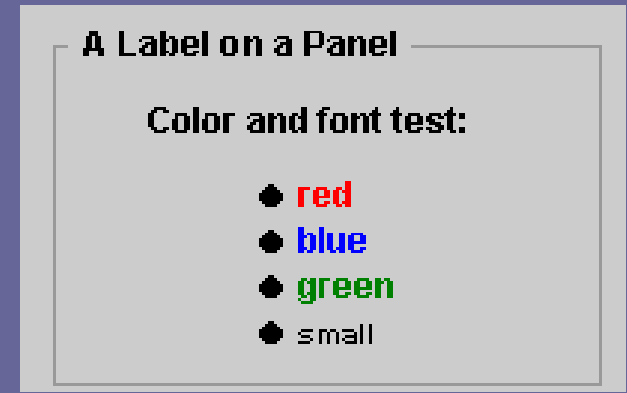 A Label on a Panel
Color and font test:
red
blue
green
small